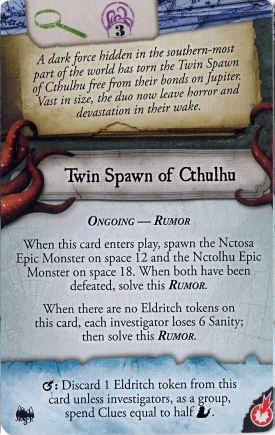 3
A dark force hidden in the southern-most
part of the world has torn the Twin Spawn
of Cthulhu free from their bonds on Jupiter.
Vast in size, the duo now leave horror and
devastation in their wake.
Twin Spawn of Cthulhu
Ongoing — Rumor
When this card enters play, spawn the Nctosa
Epic Monster on space 12 and the Nctolhu Epic
Monster on space 18. When both have been
defeated, solve this Rumor.
When there are no Eldritch tokens on
this card, each investigator loses 6 Sanity;
then solve this Rumor.
: Discard 1 Eldritch token from this
card unless investigators, as a group,
spend Clues equal to half .